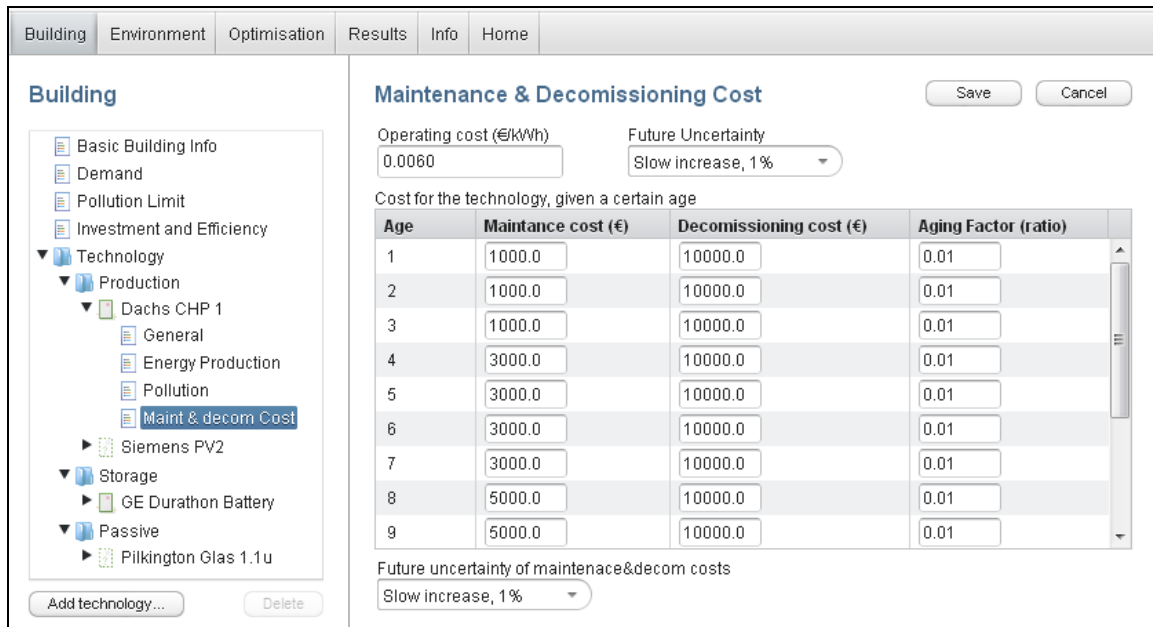 Building Environment Optimisation Results Info Home
Building
Basic Building Info
Demand
Pollution Limit
Investment and Efficiency
Technology
Production
Dachs CHP 1
General
Energy Production
Pollution
Maint & decom Cost
Siemens PV2
Storage
GE Durathon Battery
Passive
Pilkington Glas 1.1u
Add technology... Delete
Maintenance & Decomissioning Cost Save Cancel
Operating cost (€/kWh) Future Uncertainty
0.0060 Slow increase, 1%
Cost for the technology, given a certain age
Age Maintance cost (€) Decomissioning cost (€) Aging Factor (ratio)
1 1000.0 10000.0 0.01
2 1000.0 10000.0 0.01
3 1000.0 10000.0 0.01
4 3000.0 10000.0 0.01
5 3000.0 10000.0 0.01
6 3000.0 10000.0 0.01
7 3000.0 10000.0 0.01
8 5000.0 10000.0 0.01
9 5000.0 10000.0 0.01
Future uncertainty of maintenace&decom costs
Slow increase, 1%